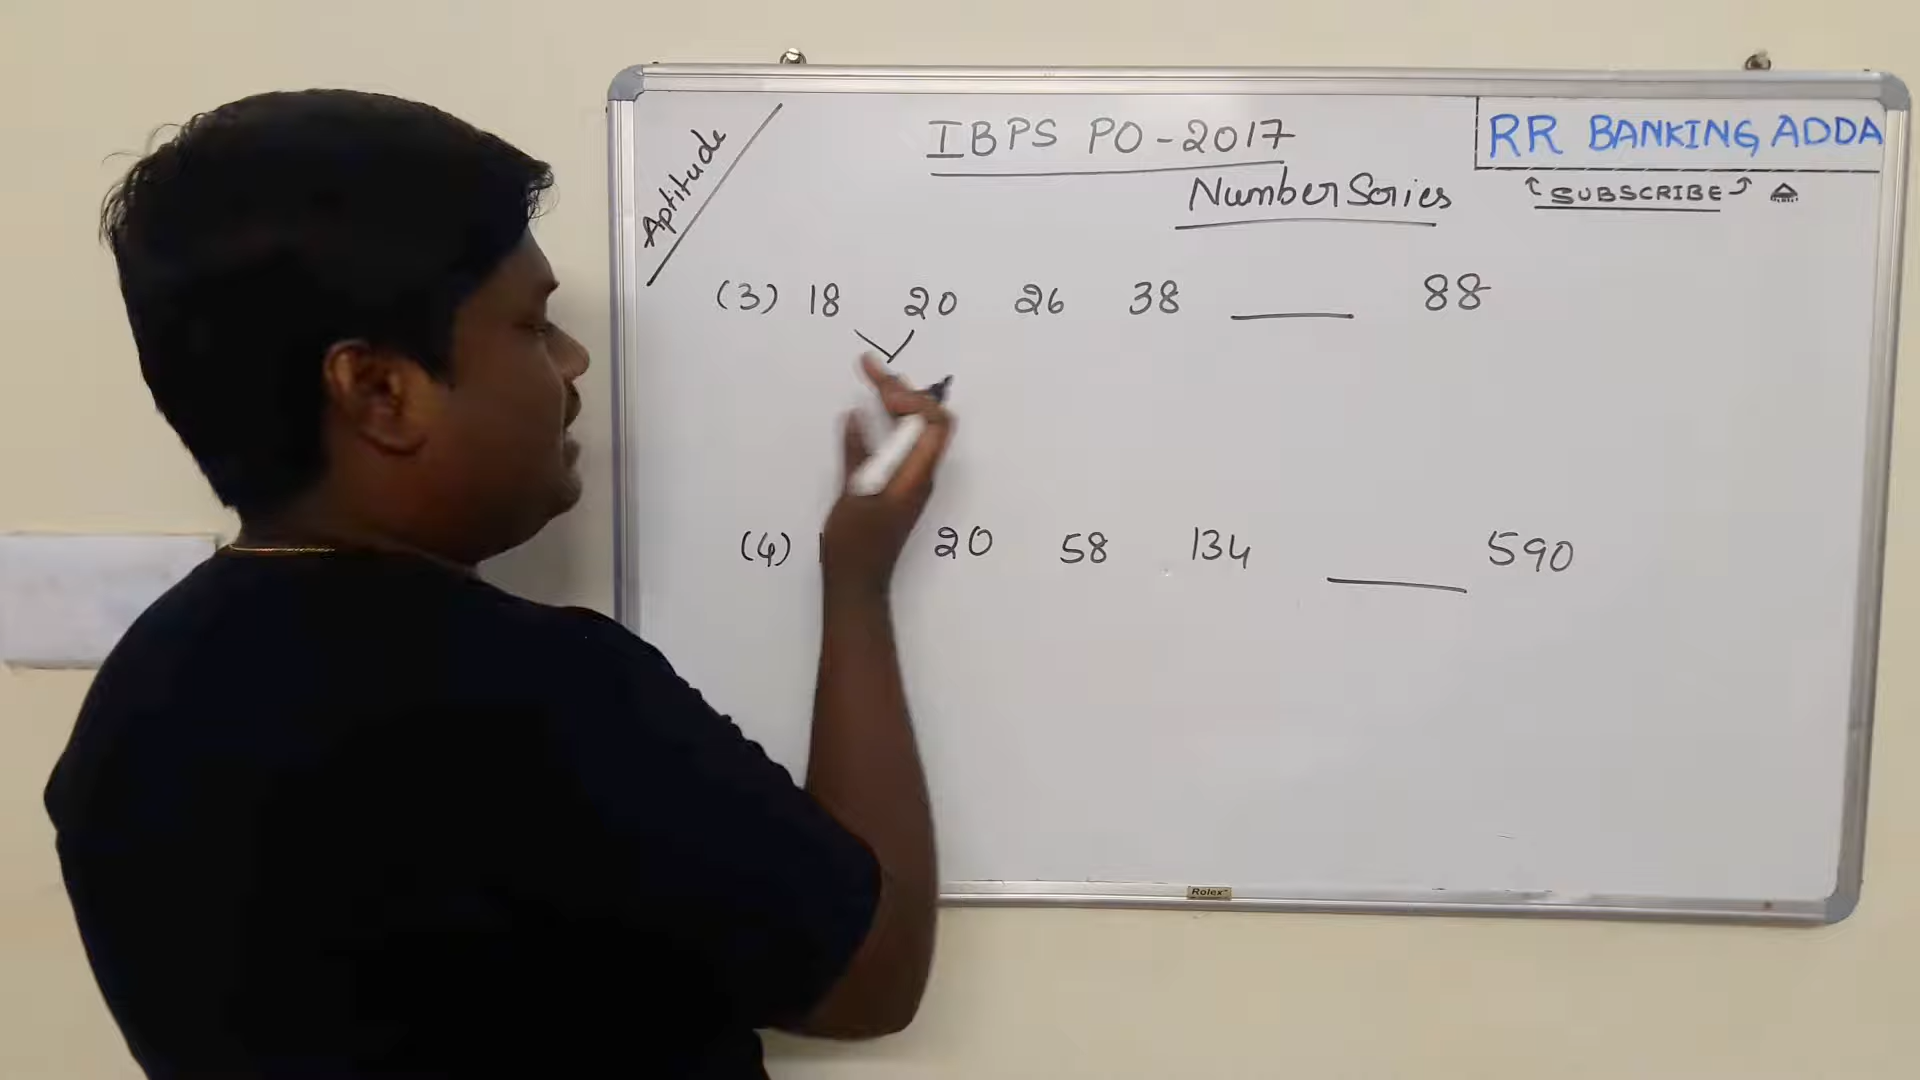 Aptitude
IBPS PO-2017
RR BANKING ADDA
Number Series
SUBSCRIBE
(3) 18 20 26 38 ____ 88
(4) 20 58 134 ____ 590
Rolex